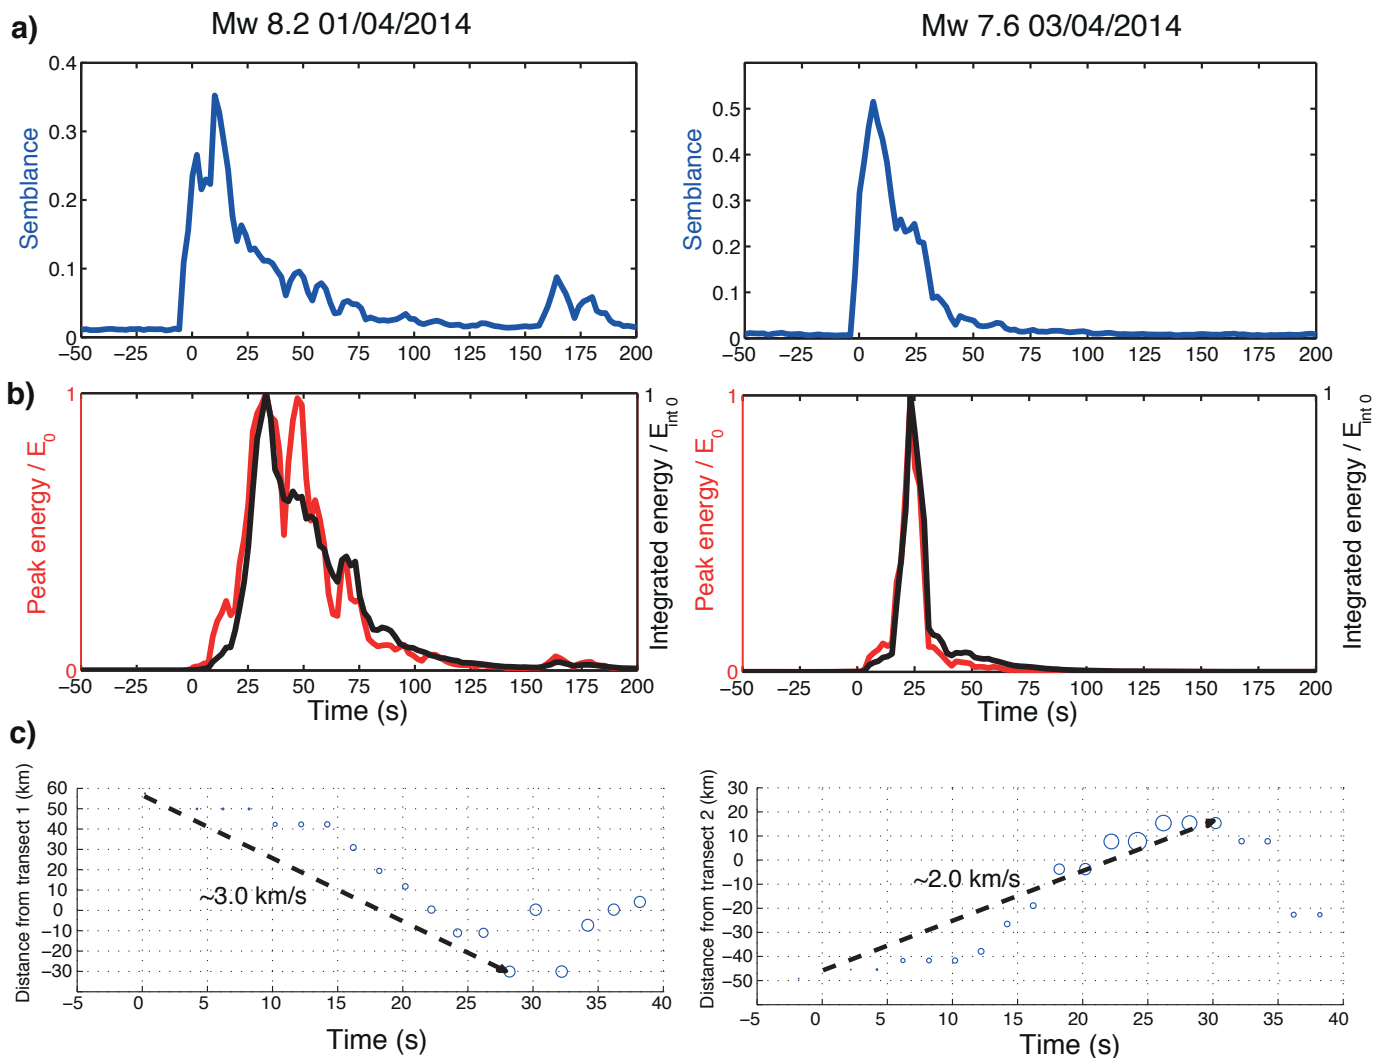 a)
Mw 8.2 01/04/2014
Mw 7.6 03/04/2014
Semblance
0.4
0.3
0.2
0.1
0
−50 −25 0 25 50 75 100 125 150 175 200
Semblance
0.5
0.4
0.3
0.2
0.1
0
−50 −25 0 25 50 75 100 125 150 175 200
b)
Peak energy / E0
1
0
Integrated energy / Eint 0
1
−50 −25 0 25 50 75 100 125 150 175 200
Time (s)
Peak energy / E0
1
0
Integrated energy / Eint 0
1
−50 −25 0 25 50 75 100 125 150 175 200
Time (s)
c)
Distance from transect 1 (km)
60
50
40
30
20
10
0
−10
−20
−30
~3.0 km/s
−5 0 5 10 15 20 25 30 35 40
Time (s)
Distance from transect 2 (km)
30
20
10
0
−10
−20
−30
−40
−50
~2.0 km/s
−5 0 5 10 15 20 25 30 35 40
Time (s)